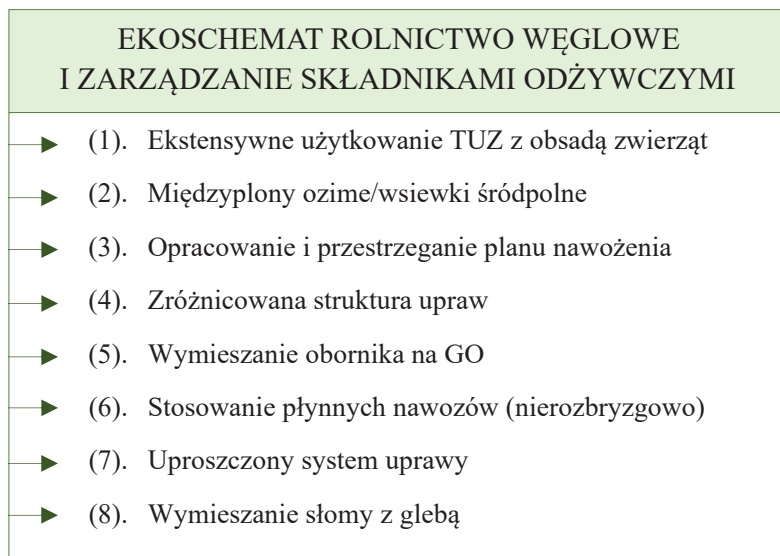 EKOSCHEMAT ROLNICTWO WĘGLOWE
I ZARZĄDZANIE SKŁADNIKAMI ODŻYWCZYMI
(1). Ekstensywne użytkowanie TUZ z obsadą zwierząt
(2). Międzyplony ozime/wsiewki śródpolne
(3). Opracowanie i przestrzeganie planu nawożenia
(4). Zróżnicowana struktura upraw
(5). Wymieszanie obornika na GO
(6). Stosowanie płynnych nawozów (nierozbryzgowo)
(7). Uproszczony system uprawy
(8). Wymieszanie słomy z glebą